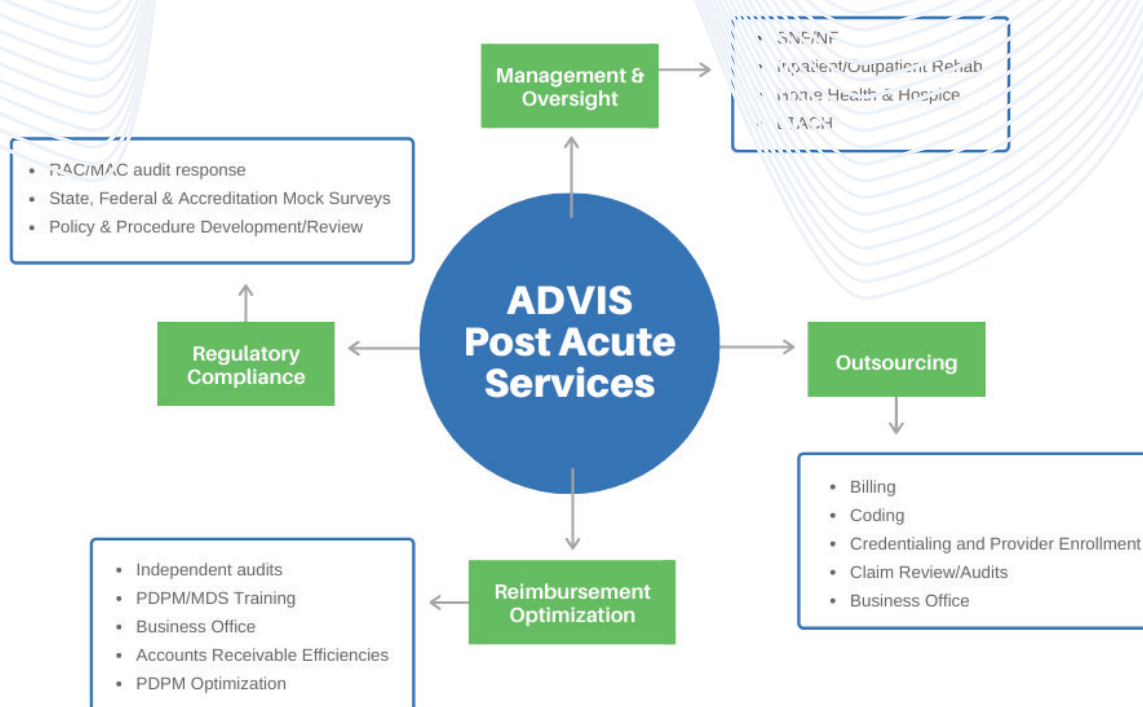 Management &
Oversight
• SNF/NF
• Inpatient/Outpatient Rehab
• Home Health & Hospice
• LTACH
• RAC/MAC audit response
• State, Federal & Accreditation Mock Surveys
• Policy & Procedure Development/Review
ADVIS
Post Acute
Services
Regulatory
Compliance
Outsourcing
• Billing
• Coding
• Credentialing and Provider Enrollment
• Claim Review/Audits
• Business Office
• Independent audits
• PDPM/MDS Training
• Business Office
• Accounts Receivable Efficiencies
• PDPM Optimization
Reimbursement
Optimization